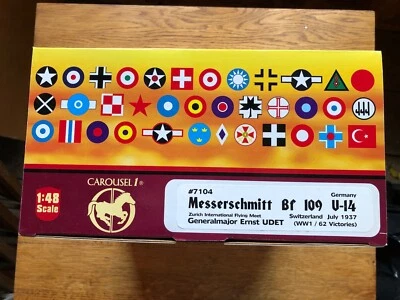 CAROUSEL 1®
1:48
Scale
#7104
Germany
Messerschmitt Bf 109 V-14
Zurich International Flying Meet
Switzerland July 1937
Generalmajor Ernst UDET
(WW1 / 62 Victories)